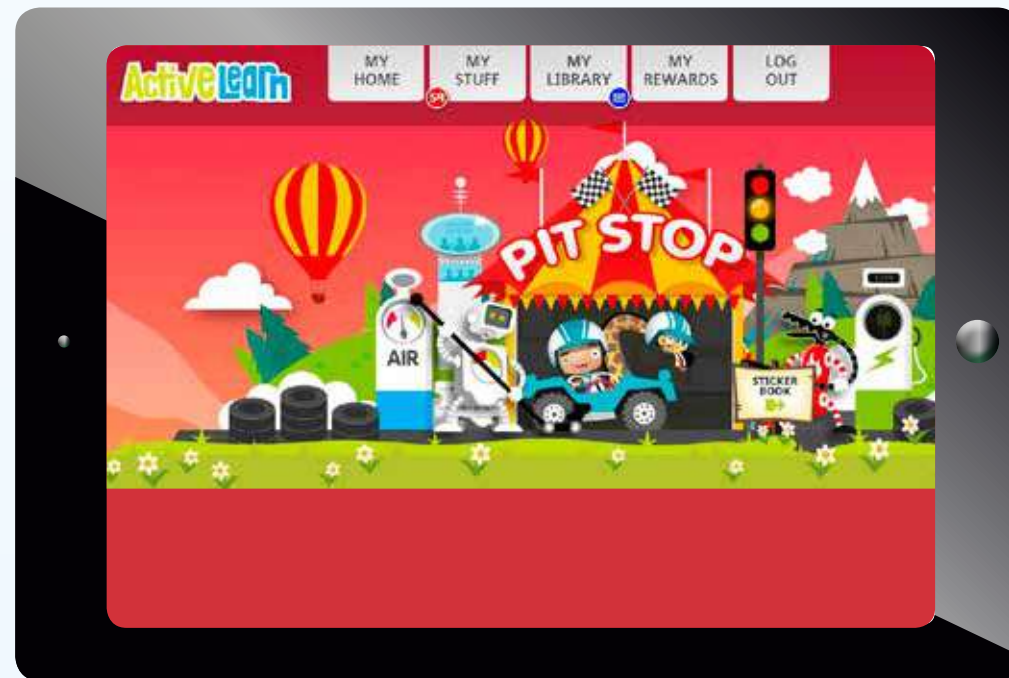 ActiveLearn
MY HOME
MY STUFF
MY LIBRARY
MY REWARDS
LOG OUT
PIT STOP
AIR
STICKER
BOOK